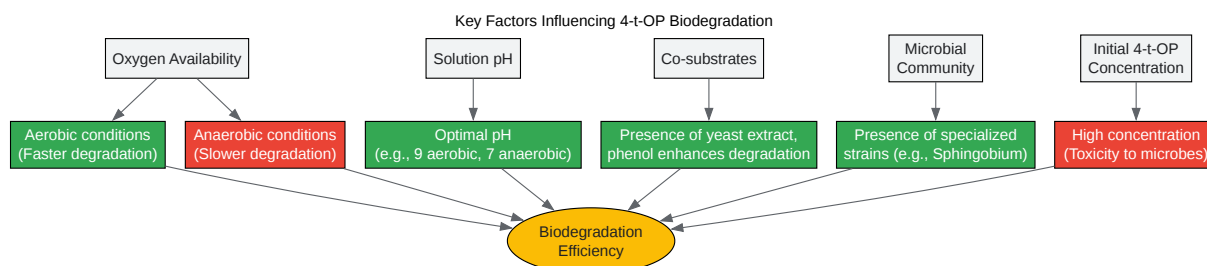 Key Factors Influencing 4-t-OP Biodegradation
Oxygen Availability
Solution pH
Co-substrates
Microbial
Community
Initial 4-t-OP
Concentration
Aerobic conditions
(Faster degradation)
Anaerobic conditions
(Slower degradation)
Optimal pH
(e.g., 9 aerobic, 7 anaerobic)
Presence of yeast extract,
phenol enhances degradation
Presence of specialized
strains (e.g., Sphingobium)
High concentration
(Toxicity to microbes)
Biodegradation
Efficiency